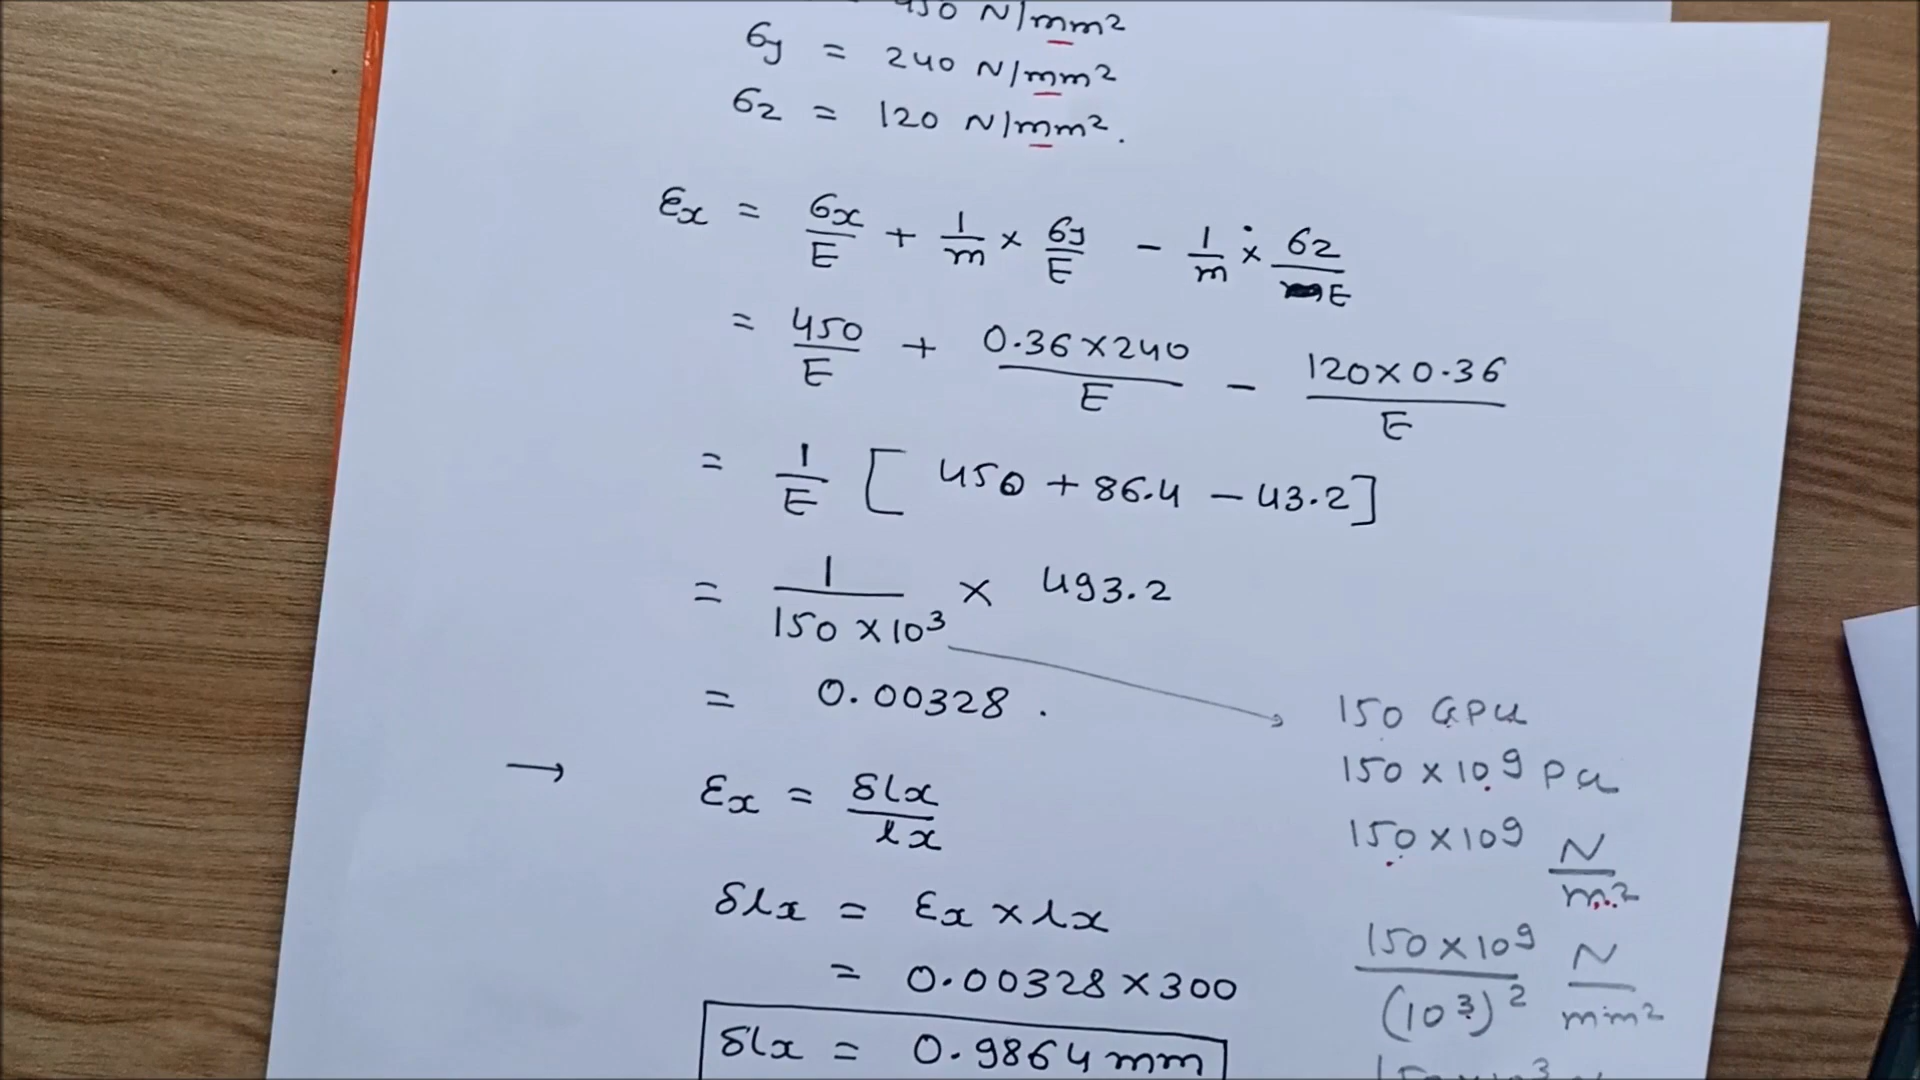 450 N/mm²
σy = 240 N/mm²
σz = 120 N/mm².
εx = σx/E + 1/m × σy/E − 1/m × σz/E
= 450/E + 0.36×240/E − 120×0.36/E
= 1/E [ 450 + 86.4 − 43.2]
= 1/150×10³ × 493.2
= 0.00328 .
→ εx = δlx/lx
δlx = εx × lx
= 0.00328×300
δlx = 0.9864 mm
150 GPa
150×10⁹ Pa
150×10⁹ N/m²
150×10⁹/(10³)² N/mm²